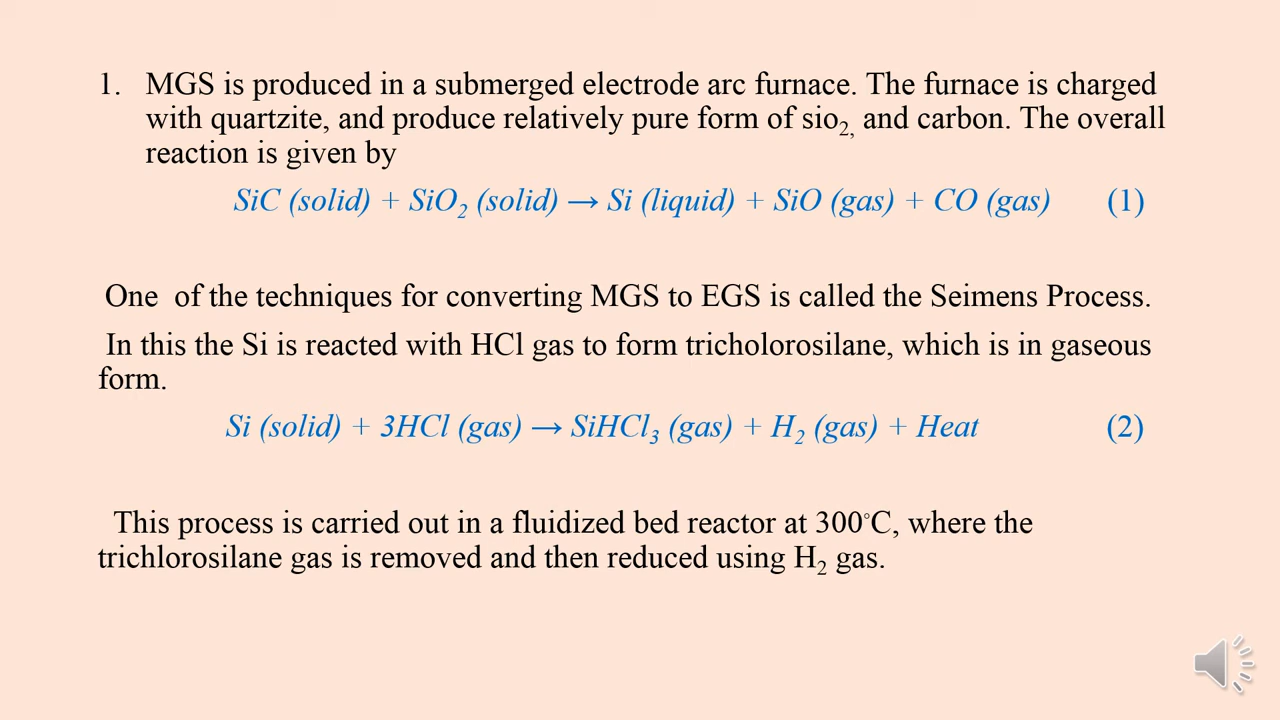 1. MGS is produced in a submerged electrode arc furnace. The furnace is charged
with quartzite, and produce relatively pure form of sio₂, and carbon. The overall
reaction is given by
SiC (solid) + SiO₂ (solid) → Si (liquid) + SiO (gas) + CO (gas) (1)
One of the techniques for converting MGS to EGS is called the Seimens Process.
In this the Si is reacted with HCl gas to form tricholorosilane, which is in gaseous
form.
Si (solid) + 3HCl (gas) → SiHCl₃ (gas) + H₂ (gas) + Heat (2)
This process is carried out in a fluidized bed reactor at 300°C, where the
trichlorosilane gas is removed and then reduced using H₂ gas.